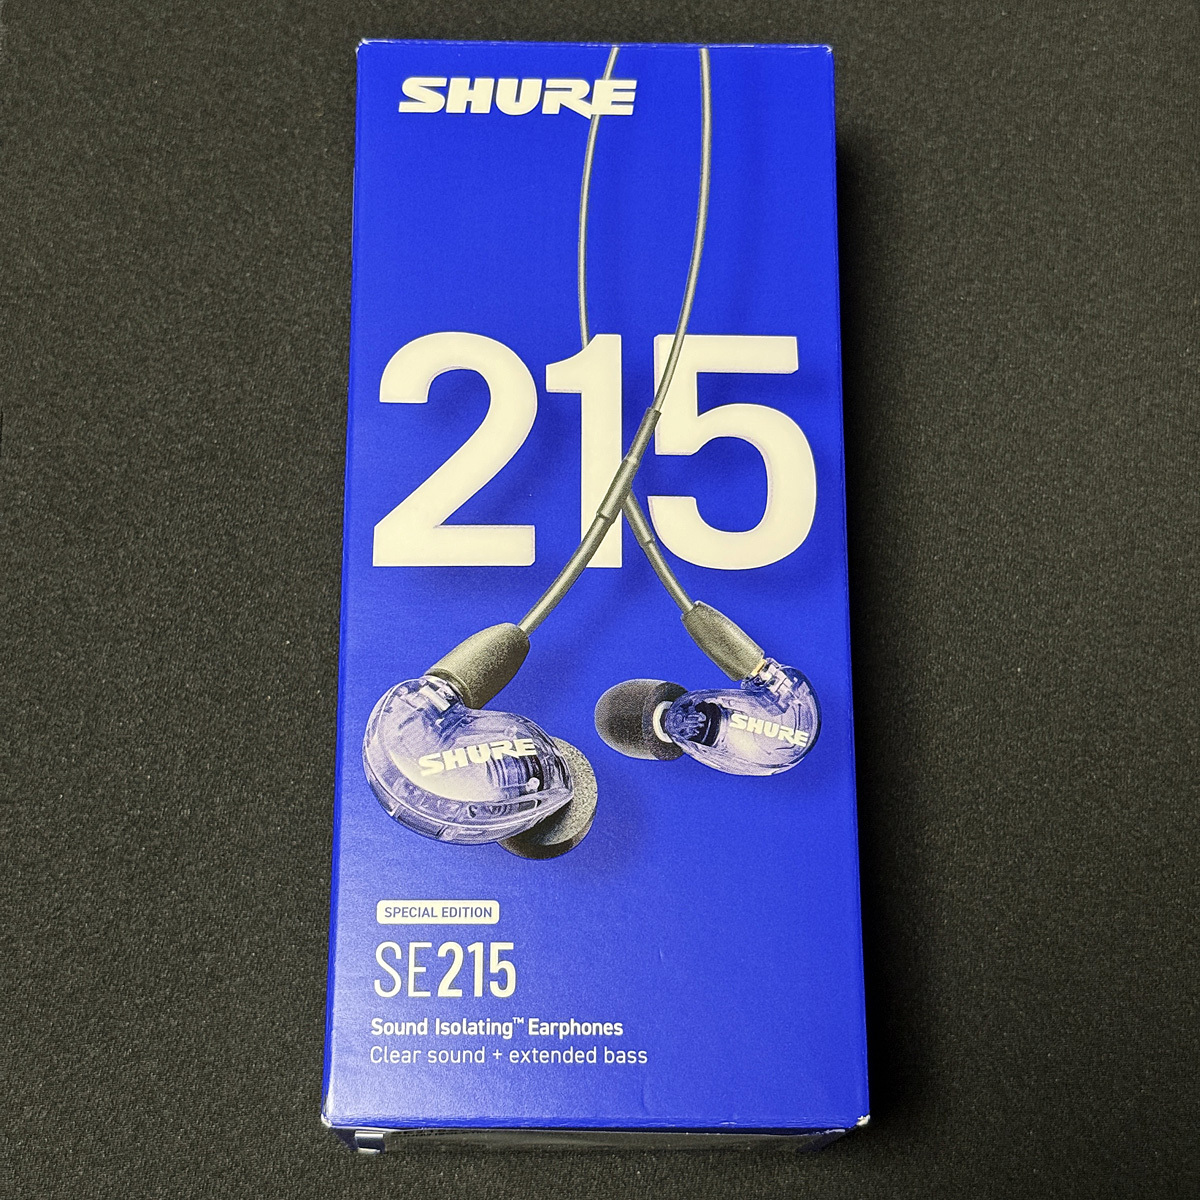 SHURE
215
SHURE
SHURE
SPECIAL EDITION
SE215
Sound Isolating™ Earphones
Clear sound + extended bass